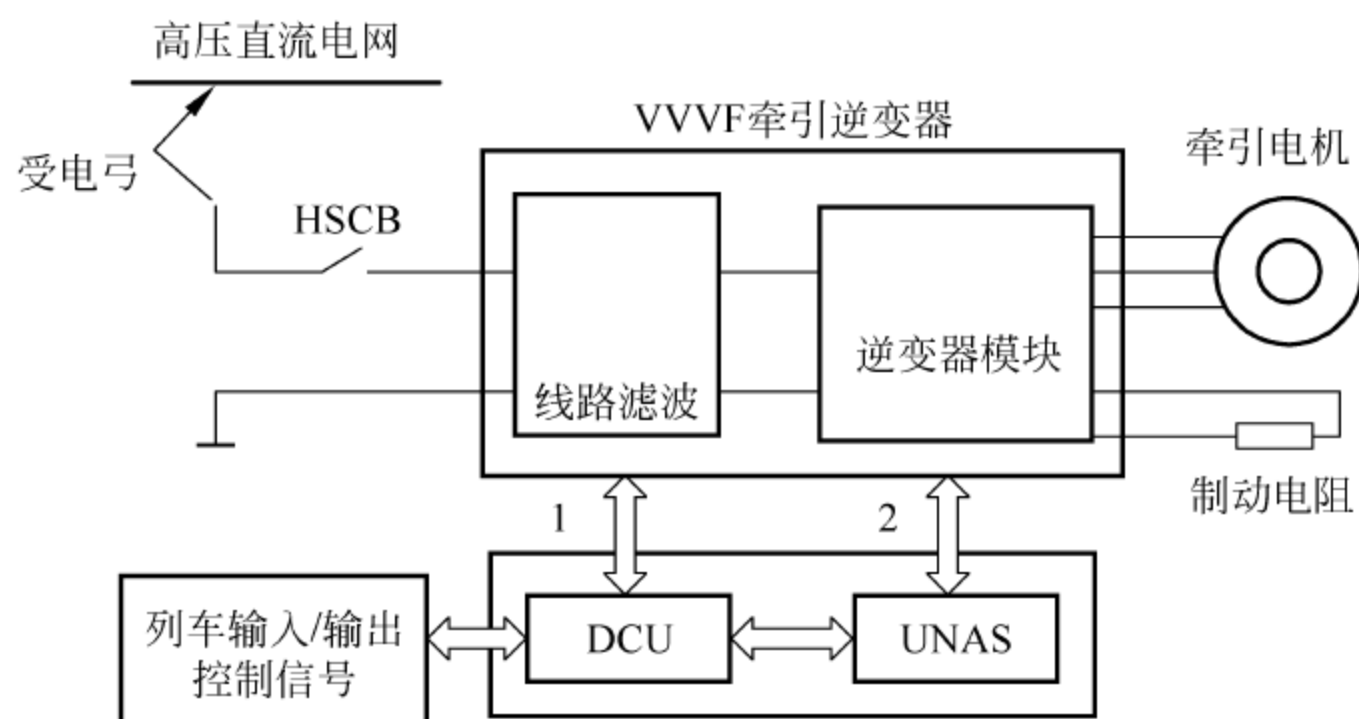 高压直流电网
VVVF牵引逆变器
牵引电机
受电弓
HSCB
逆变器模块
线路滤波
制动电阻
1
2
列车输入/输出
控制信号
DCU
UNAS